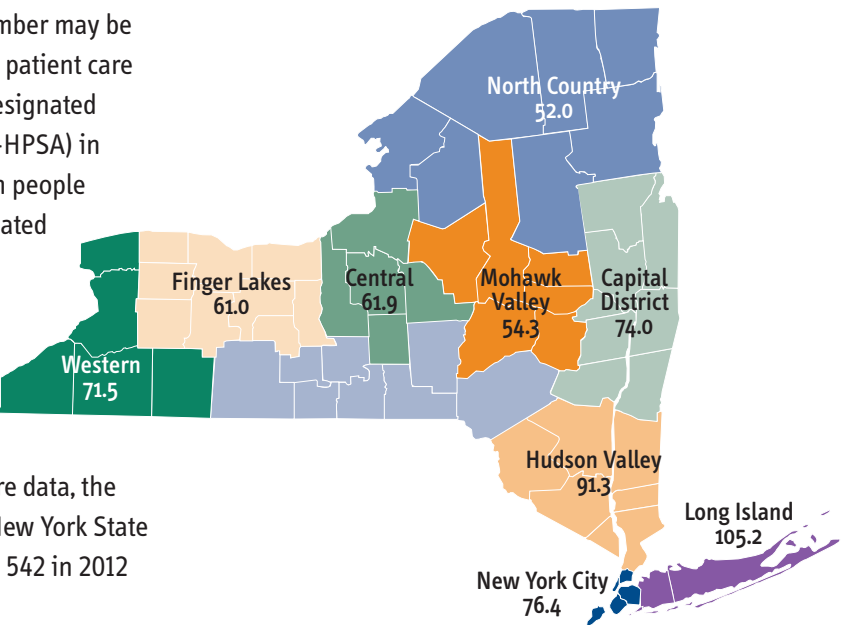 mber may be
patient care
esignated
-HPSA) in
n people
ated
North Country
52.0
Finger Lakes
61.0
Central
61.9
Mohawk
Valley
54.3
Capital
District
74.0
Western
71.5
Hudson Valley
91.3
re data, the
New York State
542 in 2012
Long Island
105.2
New York City
76.4